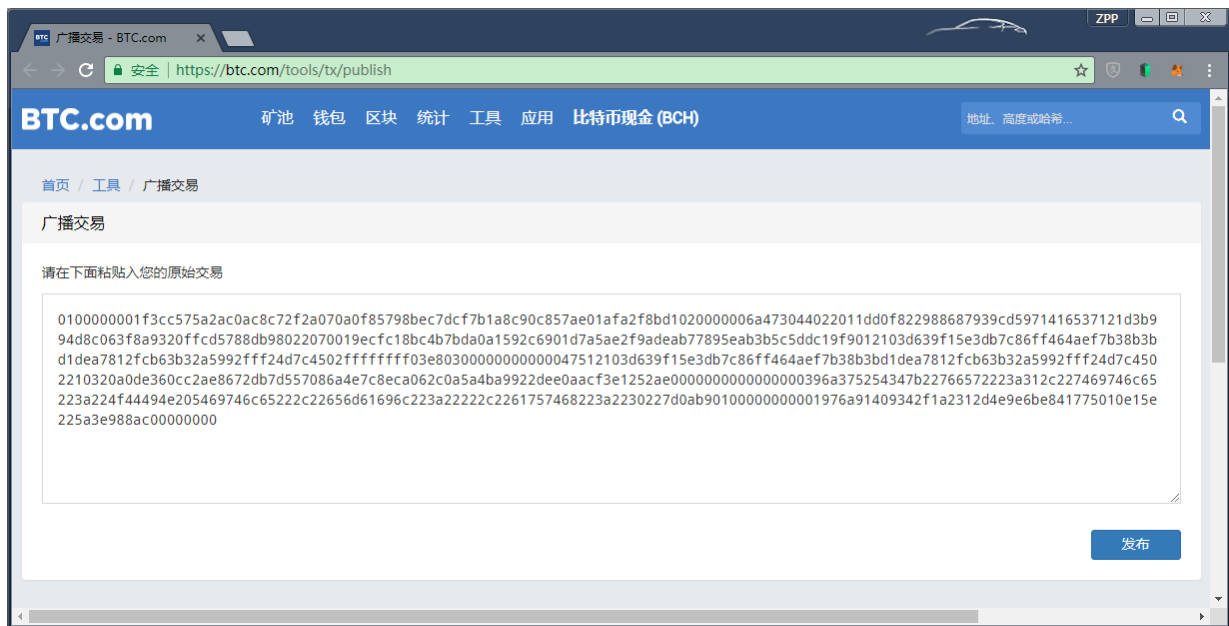 ZPP
广播交易 - BTC.com
安全 | https://btc.com/tools/tx/publish
BTC.com 矿池 钱包 区块 统计 工具 应用 比特币现金 (BCH) 地址、高度或哈希...
首页 / 工具 / 广播交易
广播交易
请在下面粘贴入您的原始交易
0100000001f3cc575a2ac0ac8c72f2a070a0f85798bec7dcf7b1a8c90c857ae01afa2f8bd1020000006a473044022011dd0f822988687939cd5971416537121d3b9
94d8c063f8a9320ffcd5788db98022070019ecfc18bc4b7bda0a1592c6901d7a5ae2f9adeab77895eab3b5c5ddc19f9012103d639f15e3db7c86ff464aef7b38b3b
d1dea7812fcb63b32a5992fff24d7c4502ffffffff03e80300000000000047512103d639f15e3db7c86ff464aef7b38b3bd1dea7812fcb63b32a5992fff24d7c450
2210320a0de360cc2ae8672db7d557086a4e7c8eca062c0a5a4ba9922dee0aacf3e1252ae0000000000000000396a375254347b22766572223a312c227469746c65
223a224f44494e205469746c65222c22656d61696c223a22222c2261757468223a2230227d0ab90100000000001976a91409342f1a2312d4e9e6be841775010e15e
225a3e988ac00000000
发布